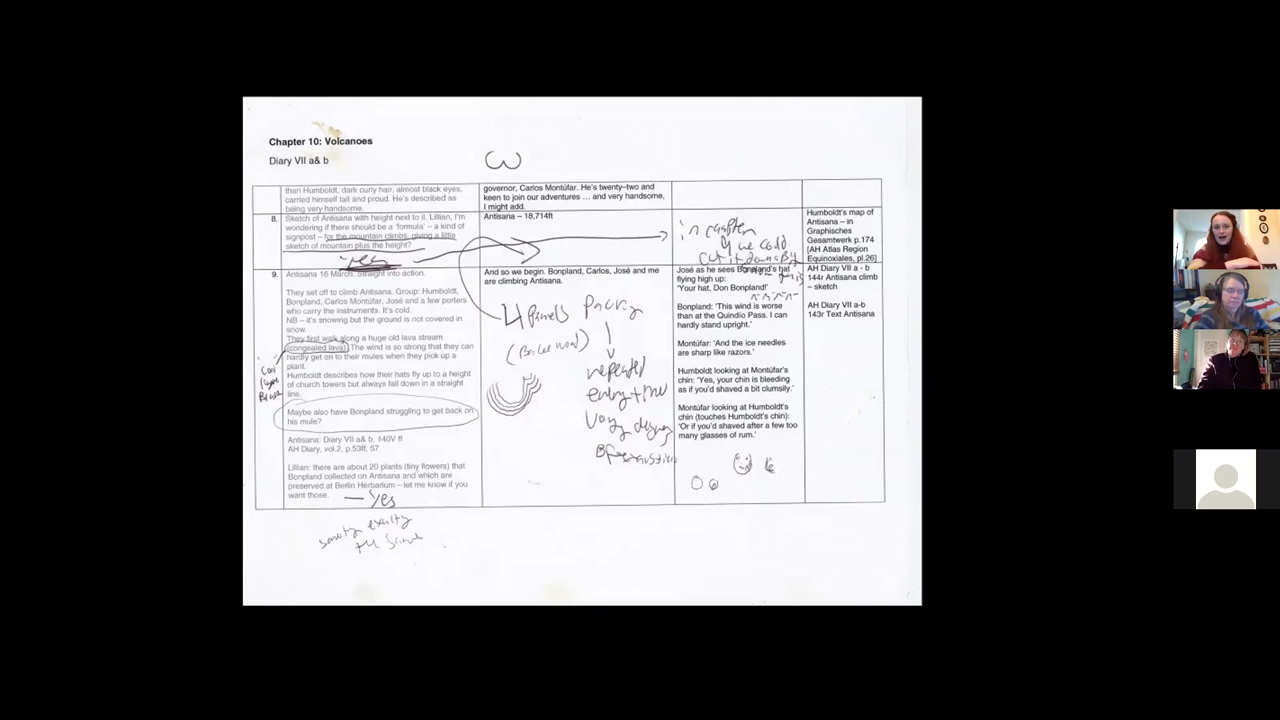 Chapter 10: Volcanoes
Diary VII a& b
than Humboldt, dark curly hair, almost black eyes,
carried himself tall and proud. He's described as
being very handsome.
governor, Carlos Montúfar. He's twenty-two and
keen to join our adventures ... and very handsome,
I might add.
8.
Sketch of Antisana with height next to it. Lillian, I'm
wondering if there should be a 'formula' – a kind of
signpost – for the mountain climbs, giving a little
sketch of mountain plus the height?
yes
Antisana – 18,714ft
in caption
if we could
cut it down a bit
Humboldt's map of
Antisana – in
Graphisches
Gesamtwerk p.174
[AH Atlas Region
Equinoxiales, pl.26]
9.
Antisana 16 March. Straight into action.
They set off to climb Antisana. Group: Humboldt,
Bonpland, Carlos Montúfar, José and a few porters
who carry the instruments. It's cold.
NB – it's snowing but the ground is not covered in
snow.
They first walk along a huge old lava stream
(congealed lava). The wind is so strong that they can
hardly get on to their mules when they pick up a
plant.
Humboldt describes how their hats fly up to a height
of church towers but always fall down in a straight
line.
Maybe also have Bonpland struggling to get back on
his mule?
Antisana: Diary VII a& b, 140V ff
AH Diary, vol.2, p.53ff, 57
Lillian: there are about 20 plants (tiny flowers) that
Bonpland collected on Antisana and which are
preserved at Berlin Herbarium – let me know if you
want those.
— Yes
exactly
the same
And so we begin. Bonpland, Carlos, José and me
are climbing Antisana.
4 panels
repeated
of exhaustion
José as he sees Bonpland's hat
flying high up:
'Your hat, Don Bonpland!'
Bonpland: 'This wind is worse
than at the Quindio Pass. I can
hardly stand upright.'
Montúfar: 'And the ice needles
are sharp like razors.'
Humboldt looking at Montúfar's
chin: 'Yes, your chin is bleeding
as if you'd shaved a bit clumsily.'
Montúfar looking at Humboldt's
chin (touches Humboldt's chin):
'Or if you'd shaved after a few too
many glasses of rum.'
AH Diary VII a - b
144r Antisana climb
– sketch
AH Diary VII a-b
143r Text Antisana